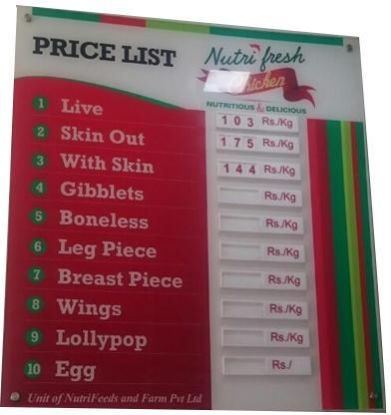 PRICE LIST
Nutri fresh
Chicken
NUTRITIOUS & DELICIOUS
1 Live 103 Rs./Kg
2 Skin Out 175 Rs./Kg
3 With Skin 144 Rs./Kg
4 Gibblets Rs./Kg
5 Boneless Rs./Kg
6 Leg Piece Rs./Kg
7 Breast Piece Rs./Kg
8 Wings Rs./Kg
9 Lollypop Rs./Kg
10 Egg Rs./
Unit of NutriFeeds and Farm Pvt Ltd